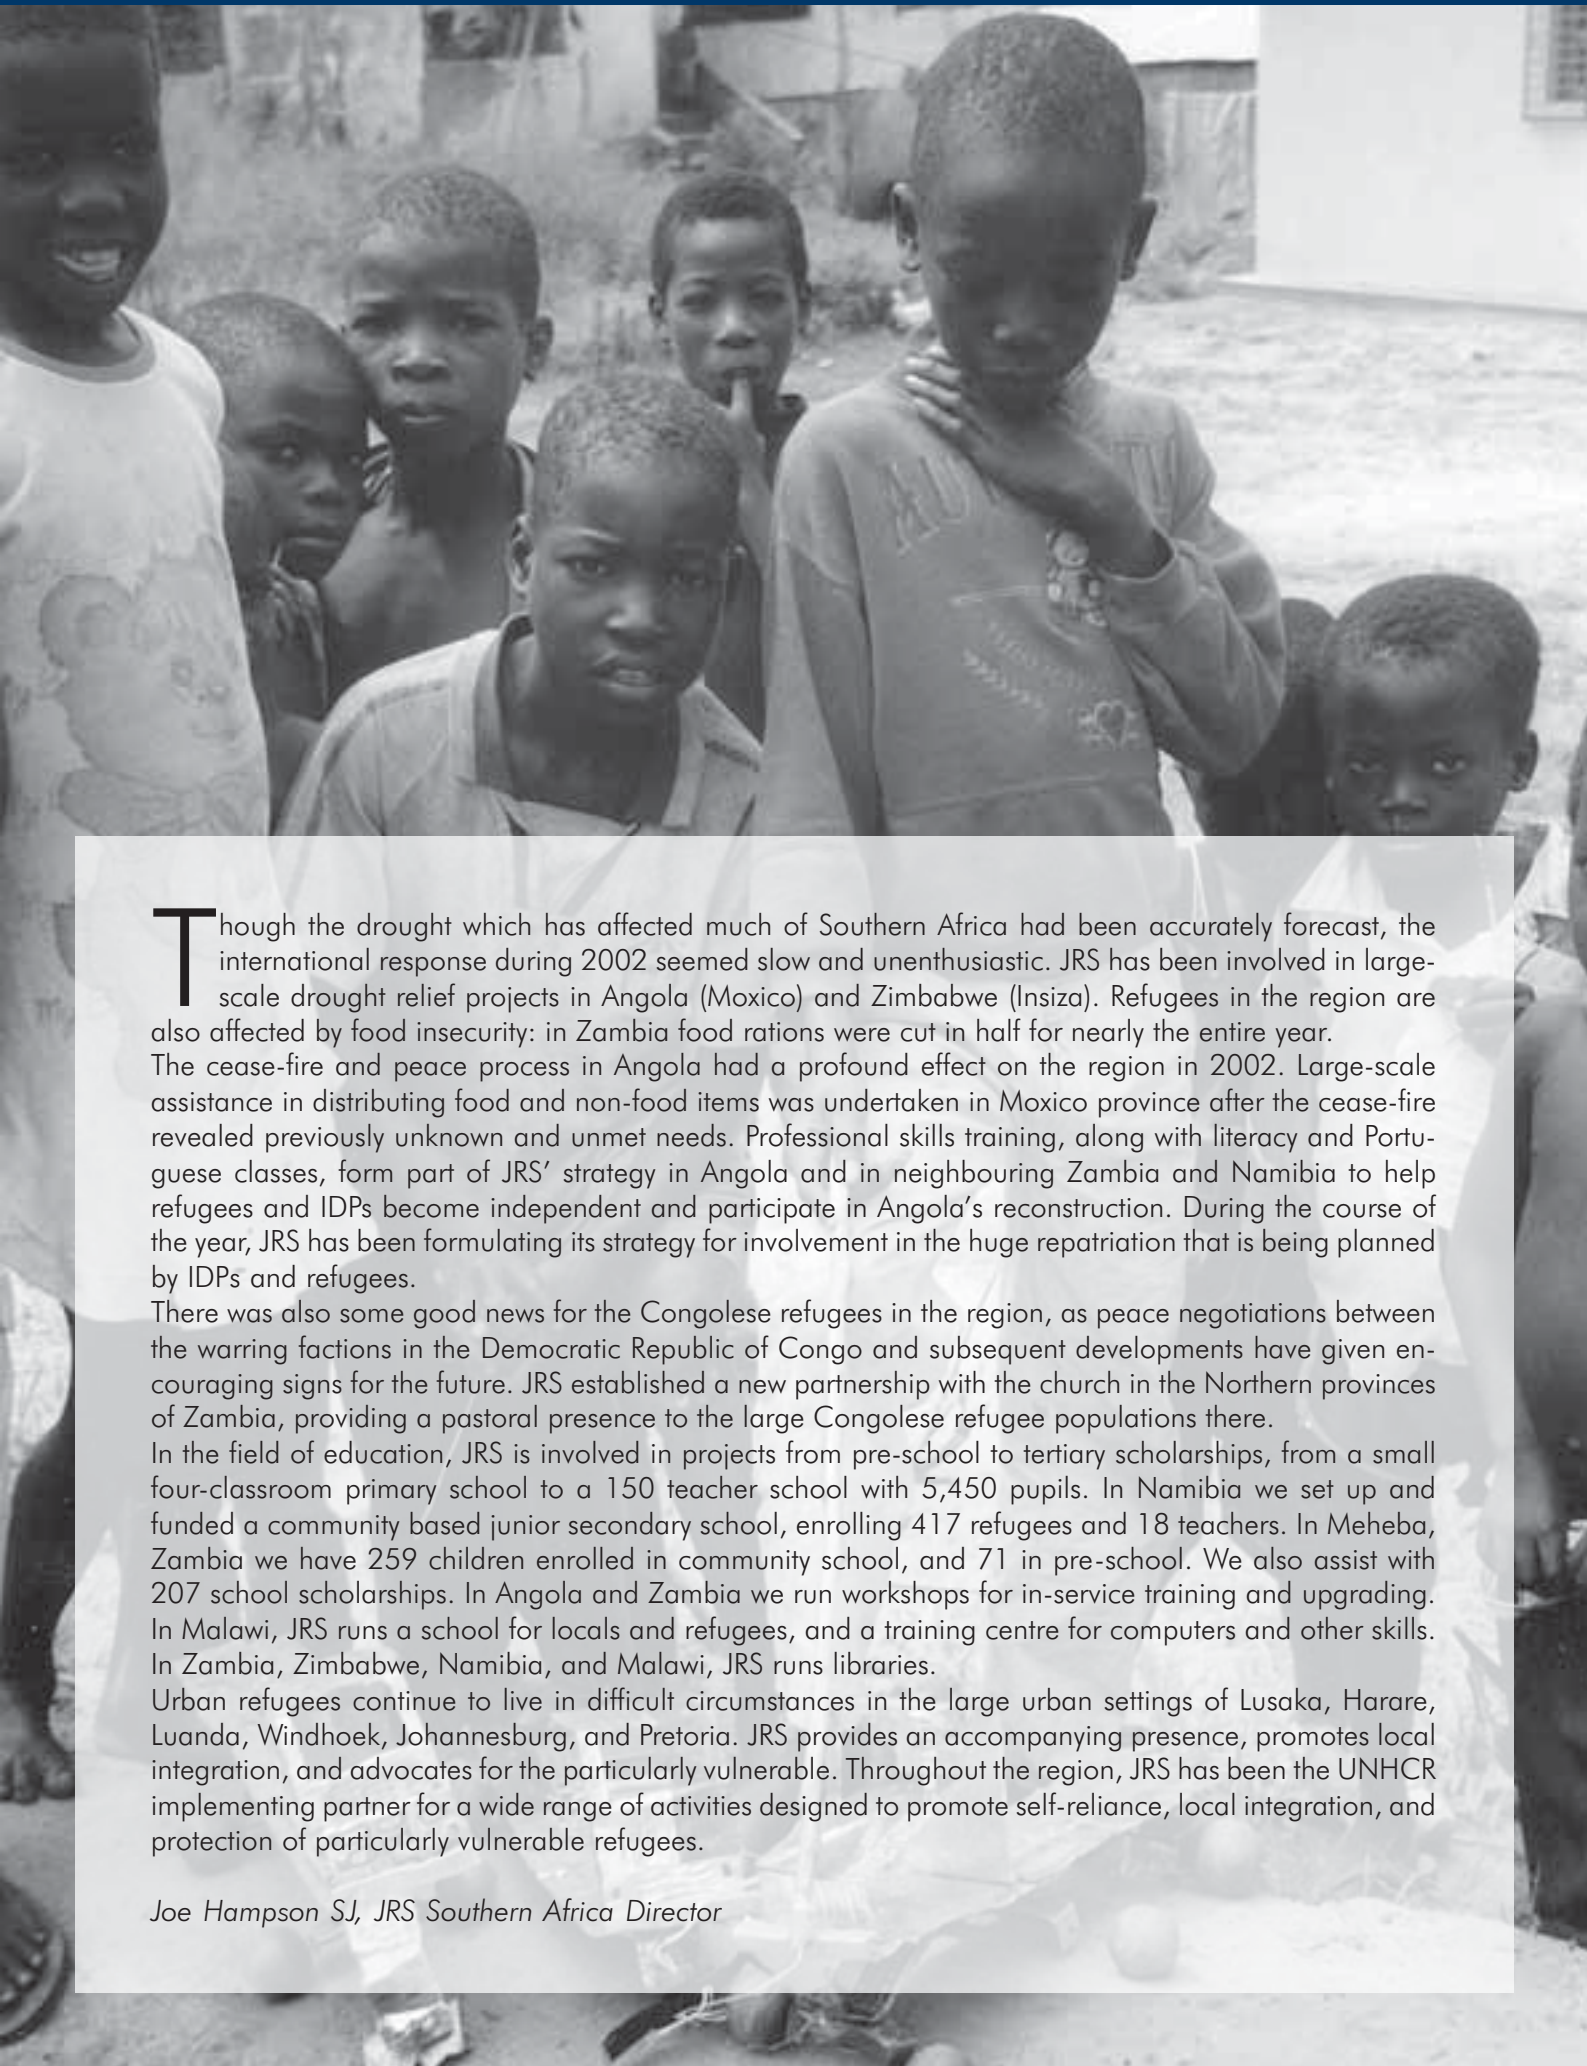 Though the drought which has affected much of Southern Africa had been accurately forecast, the
international response during 2002 seemed slow and unenthusiastic. JRS has been involved in large-
scale drought relief projects in Angola (Moxico) and Zimbabwe (Insiza). Refugees in the region are
also affected by food insecurity: in Zambia food rations were cut in half for nearly the entire year.
The cease-fire and peace process in Angola had a profound effect on the region in 2002. Large-scale
assistance in distributing food and non-food items was undertaken in Moxico province after the cease-fire
revealed previously unknown and unmet needs. Professional skills training, along with literacy and Portu-
guese classes, form part of JRS’ strategy in Angola and in neighbouring Zambia and Namibia to help
refugees and IDPs become independent and participate in Angola’s reconstruction. During the course of
the year, JRS has been formulating its strategy for involvement in the huge repatriation that is being planned
by IDPs and refugees.
There was also some good news for the Congolese refugees in the region, as peace negotiations between
the warring factions in the Democratic Republic of Congo and subsequent developments have given en-
couraging signs for the future. JRS established a new partnership with the church in the Northern provinces
of Zambia, providing a pastoral presence to the large Congolese refugee populations there.
In the field of education, JRS is involved in projects from pre-school to tertiary scholarships, from a small
four-classroom primary school to a 150 teacher school with 5,450 pupils. In Namibia we set up and
funded a community based junior secondary school, enrolling 417 refugees and 18 teachers. In Meheba,
Zambia we have 259 children enrolled in community school, and 71 in pre-school. We also assist with
207 school scholarships. In Angola and Zambia we run workshops for in-service training and upgrading.
In Malawi, JRS runs a school for locals and refugees, and a training centre for computers and other skills.
In Zambia, Zimbabwe, Namibia, and Malawi, JRS runs libraries.
Urban refugees continue to live in difficult circumstances in the large urban settings of Lusaka, Harare,
Luanda, Windhoek, Johannesburg, and Pretoria. JRS provides an accompanying presence, promotes local
integration, and advocates for the particularly vulnerable. Throughout the region, JRS has been the UNHCR
implementing partner for a wide range of activities designed to promote self-reliance, local integration, and
protection of particularly vulnerable refugees.
Joe Hampson SJ, JRS Southern Africa Director